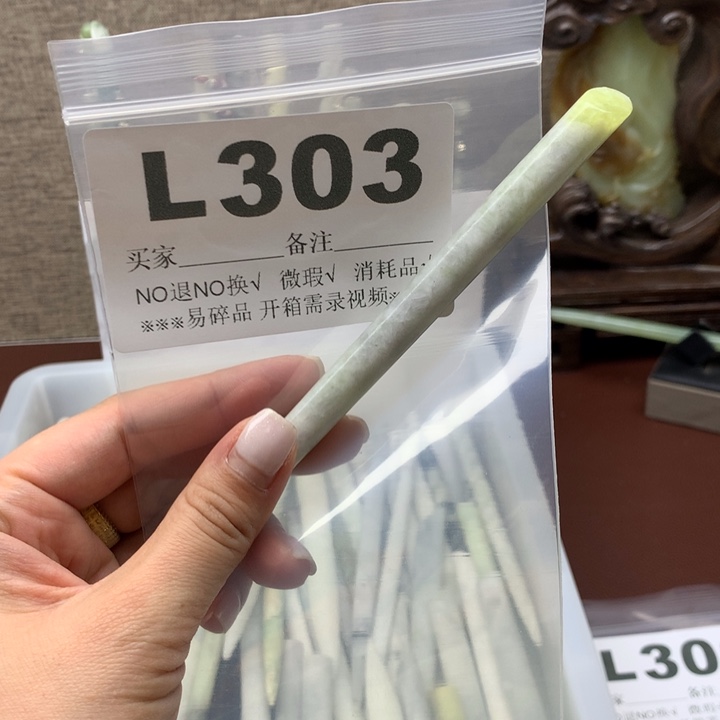 L303
买家________备注________
NO退NO换√ 微瑕√ 消耗品√
※※※易碎品 开箱需录视频※
L30
备注